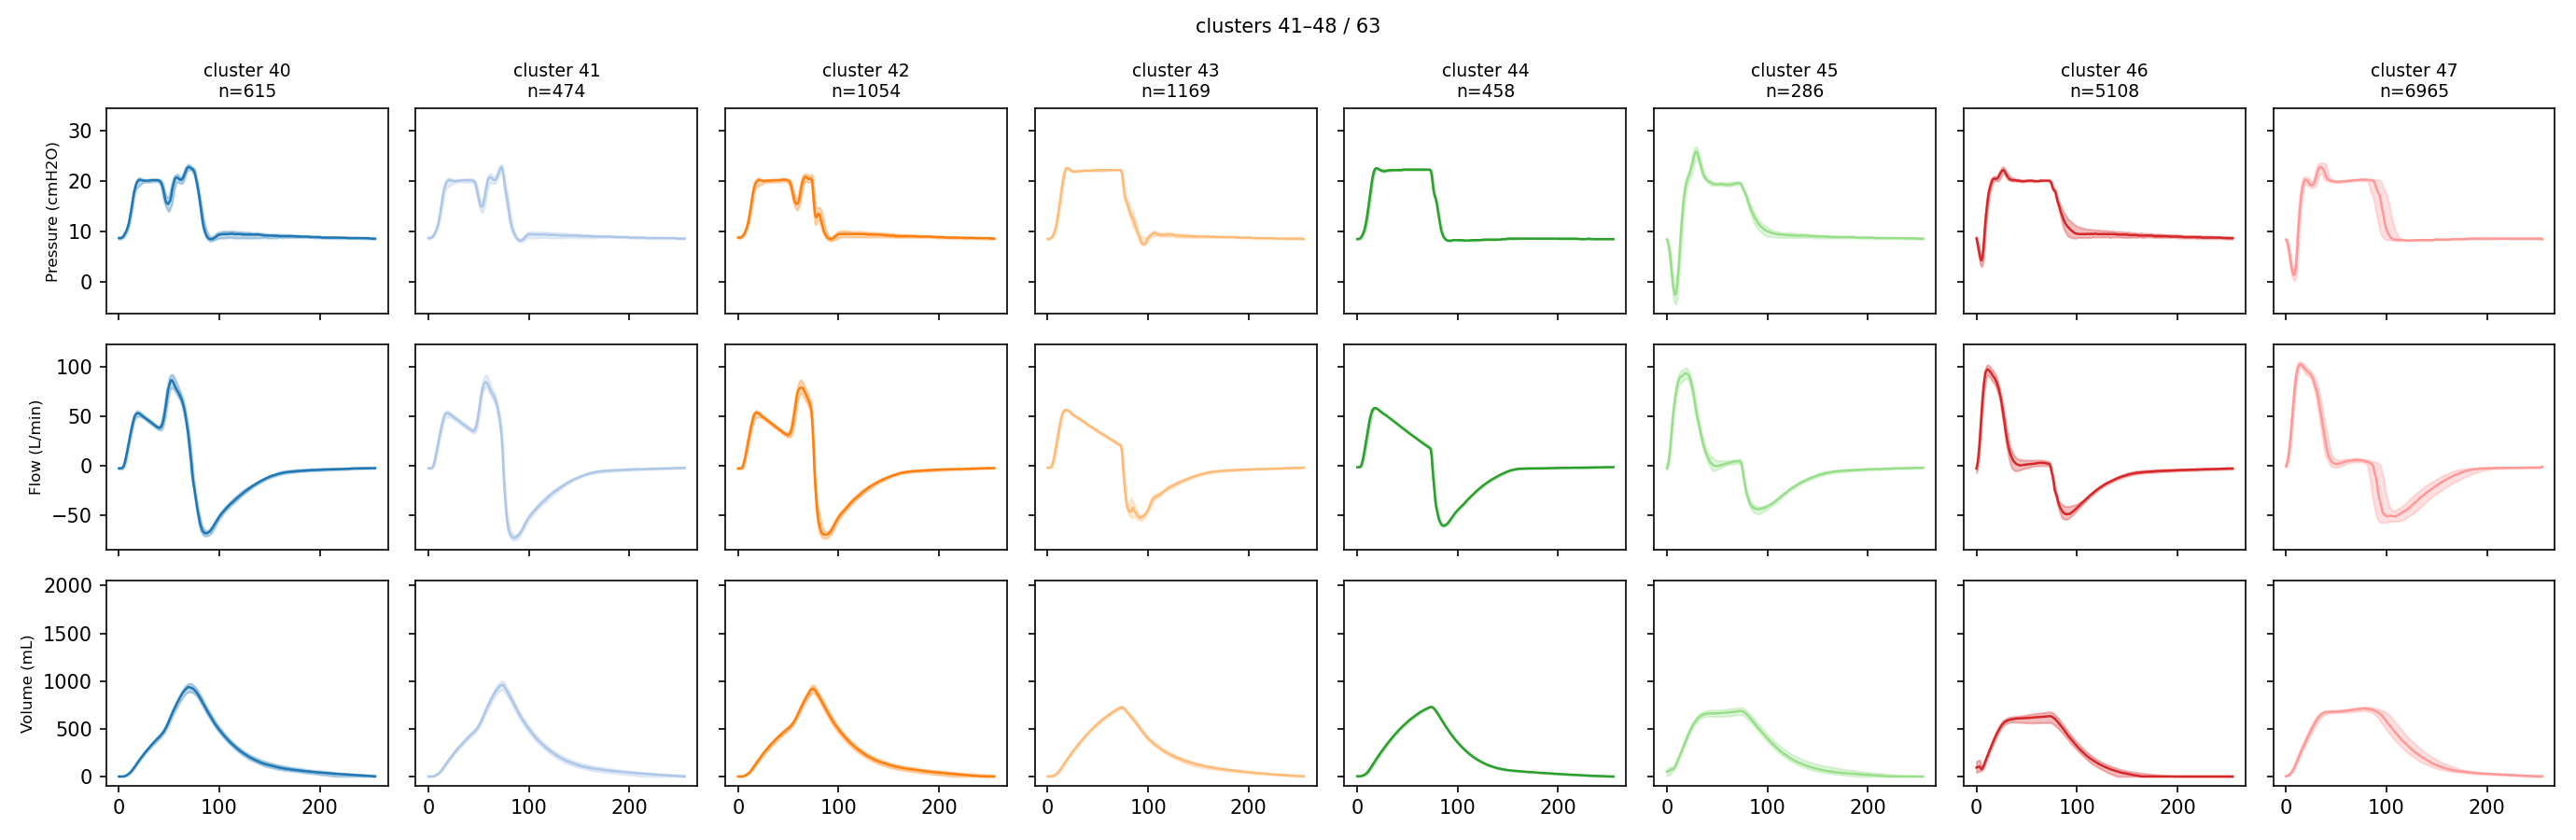 clusters 41–48 / 63
cluster 40
n=615
cluster 41
n=474
cluster 42
n=1054
cluster 43
n=1169
cluster 44
n=458
cluster 45
n=286
cluster 46
n=5108
cluster 47
n=6965
Pressure (cmH2O)
30
20
10
0
Flow (L/min)
100
50
0
−50
Volume (mL)
2000
1500
1000
500
0
0 100 200
0 100 200
0 100 200
0 100 200
0 100 200
0 100 200
0 100 200
0 100 200